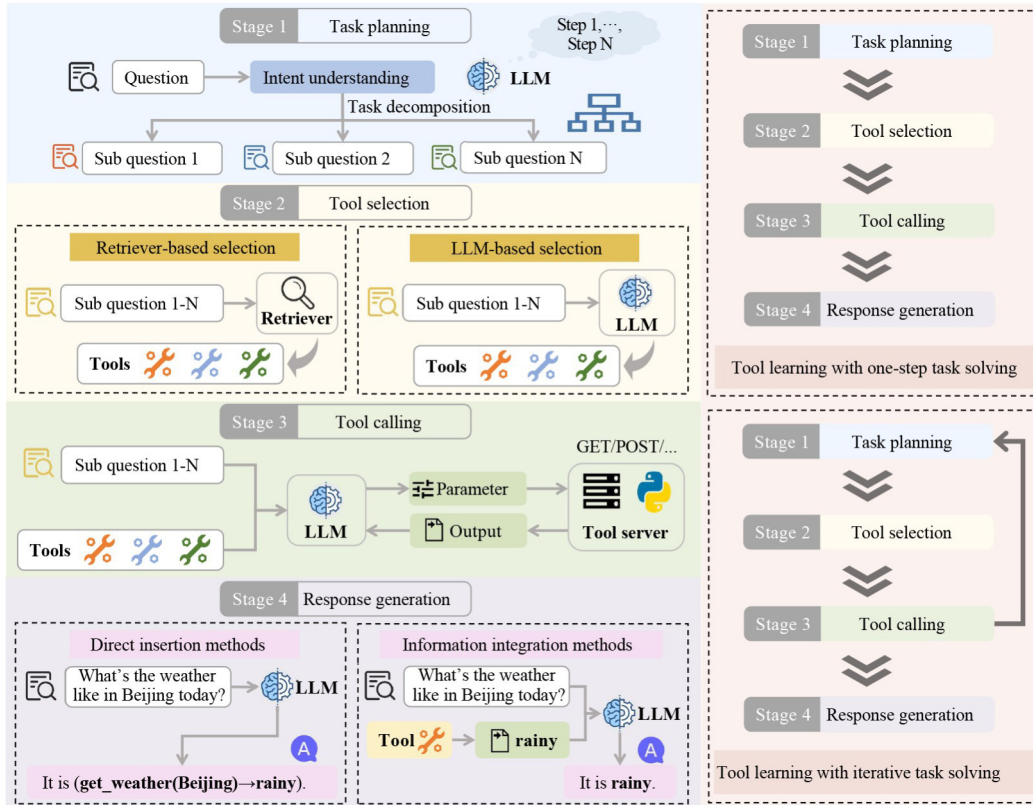 Stage 1 Task planning
Step 1,···,
Step N
Question
Intent understanding
LLM
Task decomposition
Sub question 1
Sub question 2
Sub question N
Stage 2 Tool selection
Retriever-based selection
Sub question 1-N
Retriever
Tools
LLM-based selection
Sub question 1-N
LLM
Tools
Stage 3 Tool calling
Sub question 1-N
Tools
LLM
Parameter
Output
GET/POST/...
Tool server
Stage 4 Response generation
Direct insertion methods
What's the weather
like in Beijing today?
LLM
A
It is (get_weather(Beijing)→rainy).
Information integration methods
What's the weather
like in Beijing today?
Tool
rainy
LLM
A
It is rainy.
Stage 1 Task planning
Stage 2 Tool selection
Stage 3 Tool calling
Stage 4 Response generation
Tool learning with one-step task solving
Stage 1 Task planning
Stage 2 Tool selection
Stage 3 Tool calling
Stage 4 Response generation
Tool learning with iterative task solving